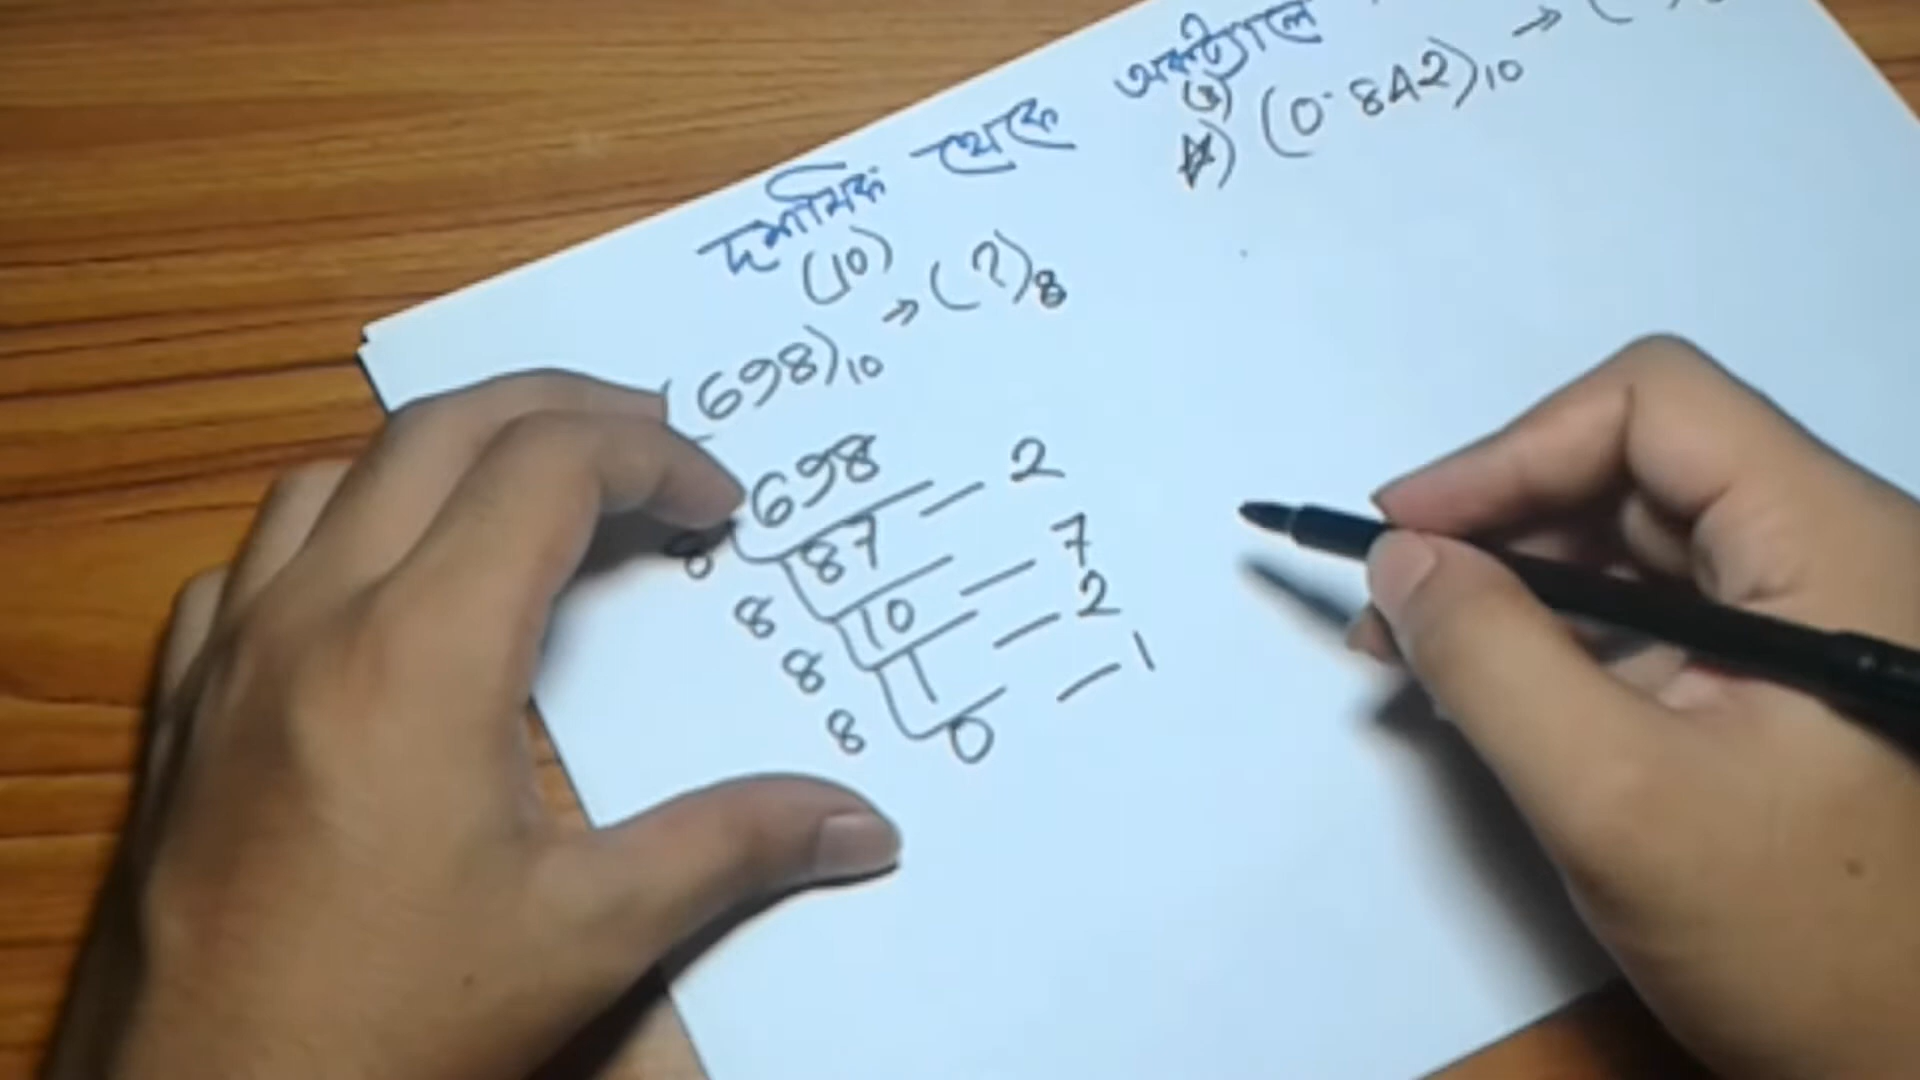 দশমিক থেকে অকট্যালে
(10)
(698)₁₀ → (?)₈
698 — 2
8 87 — 7
8 10 — 2
8 1 — 1
8 0
(0.8A2)₁₀ → (